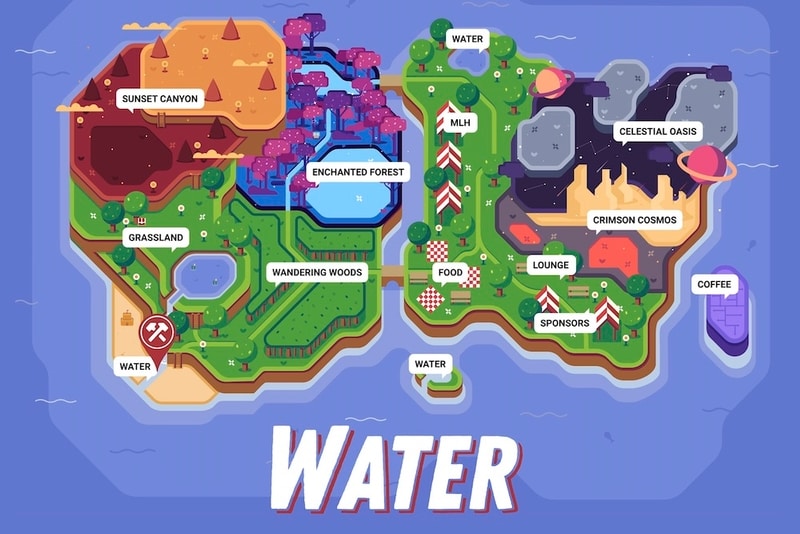 WATER
SUNSET CANYON
MLH
CELESTIAL OASIS
ENCHANTED FOREST
CRIMSON COSMOS
GRASSLAND
WANDERING WOODS
FOOD
LOUNGE
COFFEE
SPONSORS
WATER
WATER
WATER